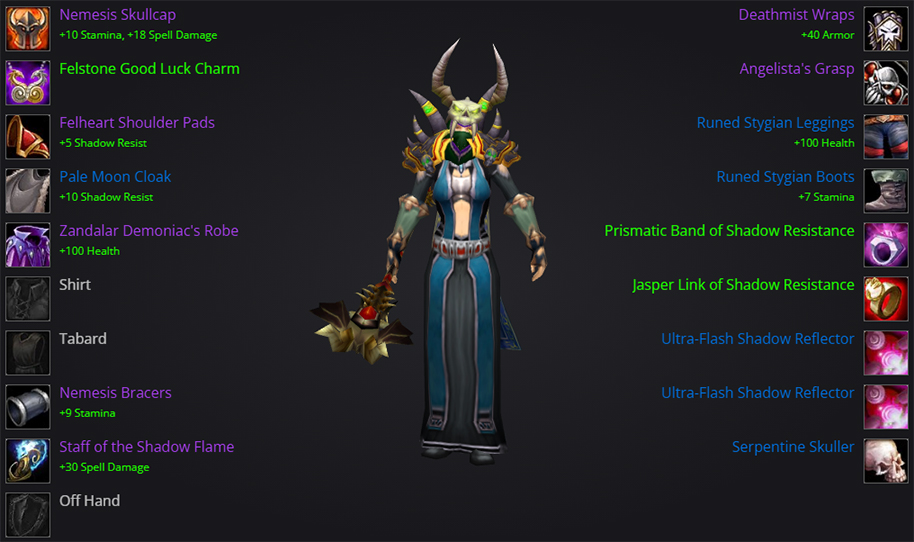 Nemesis Skullcap
+10 Stamina, +18 Spell Damage
Felstone Good Luck Charm
Felheart Shoulder Pads
+5 Shadow Resist
Pale Moon Cloak
+10 Shadow Resist
Zandalar Demoniac's Robe
+100 Health
Shirt
Tabard
Nemesis Bracers
+9 Stamina
Staff of the Shadow Flame
+30 Spell Damage
Off Hand
Deathmist Wraps
+40 Armor
Angelista's Grasp
Runed Stygian Leggings
+100 Health
Runed Stygian Boots
+7 Stamina
Prismatic Band of Shadow Resistance
Jasper Link of Shadow Resistance
Ultra-Flash Shadow Reflector
Ultra-Flash Shadow Reflector
Serpentine Skuller